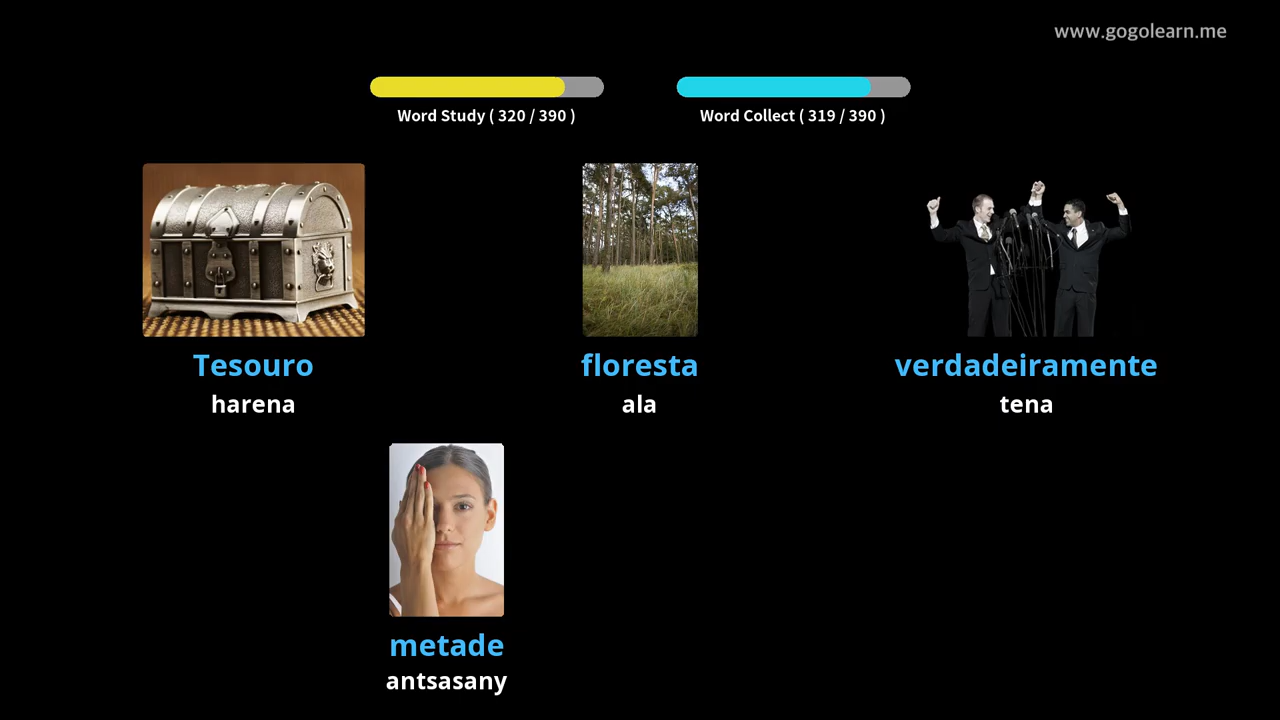 www.gogolearn.me
Word Study ( 320 / 390 )
Word Collect ( 319 / 390 )
Tesouro
harena
floresta
ala
verdadeiramente
tena
metade
antsasany